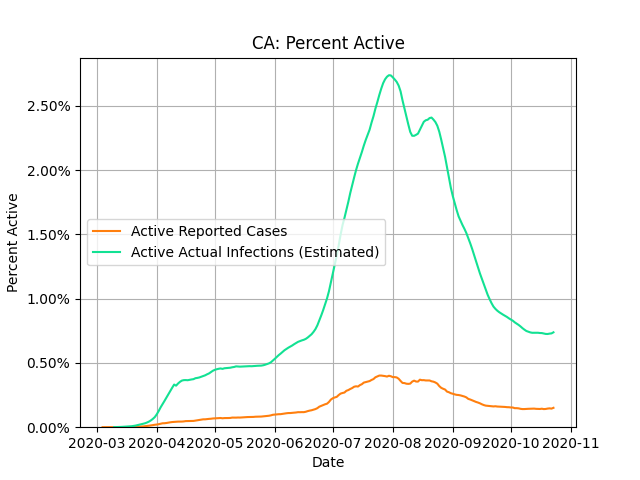 CA: Percent Active
Percent Active
2.50%
2.00%
1.50%
1.00%
0.50%
0.00%
Active Reported Cases
Active Actual Infections (Estimated)
2020-03 2020-04 2020-05 2020-06 2020-07 2020-08 2020-09 2020-10 2020-11
Date